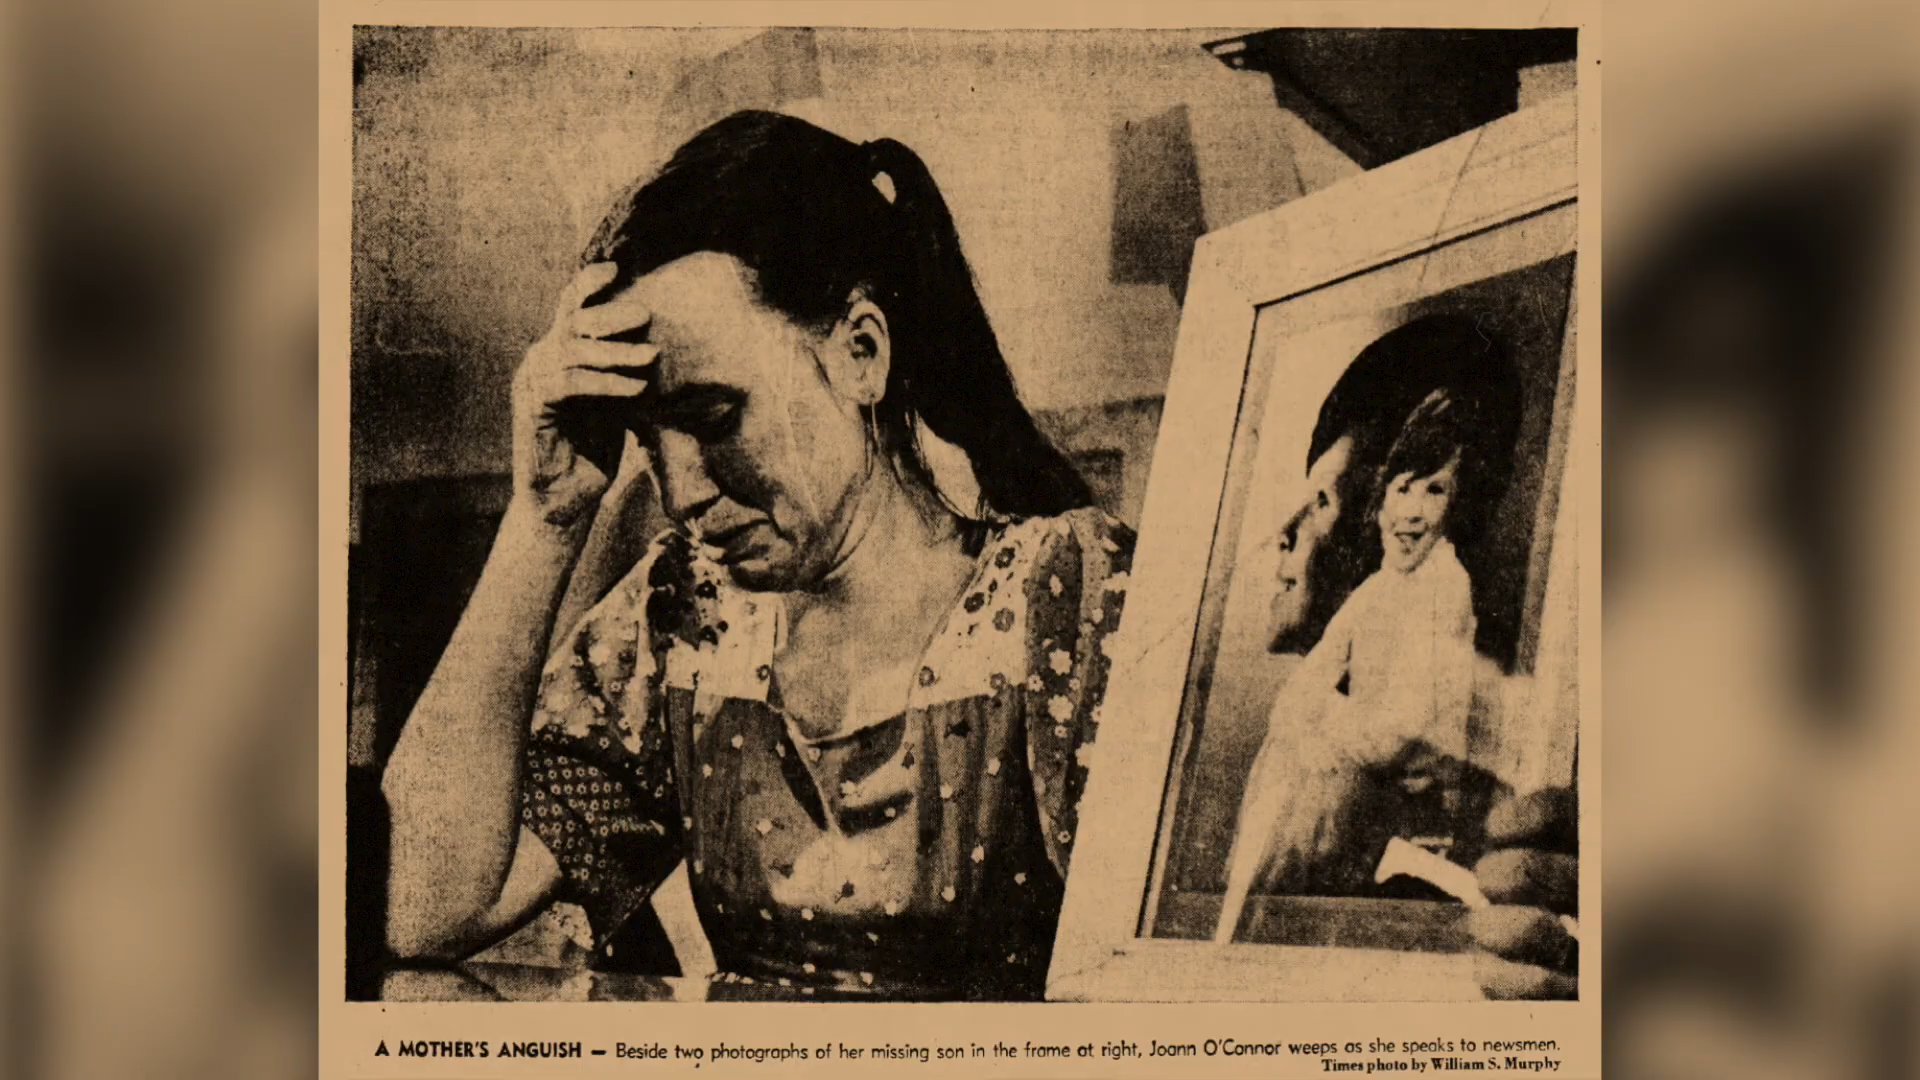 A MOTHER'S ANGUISH — Beside two photographs of her missing son in the frame at right, Joann O'Connor weeps as she speaks to newsmen.
Times photo by William S. Murphy